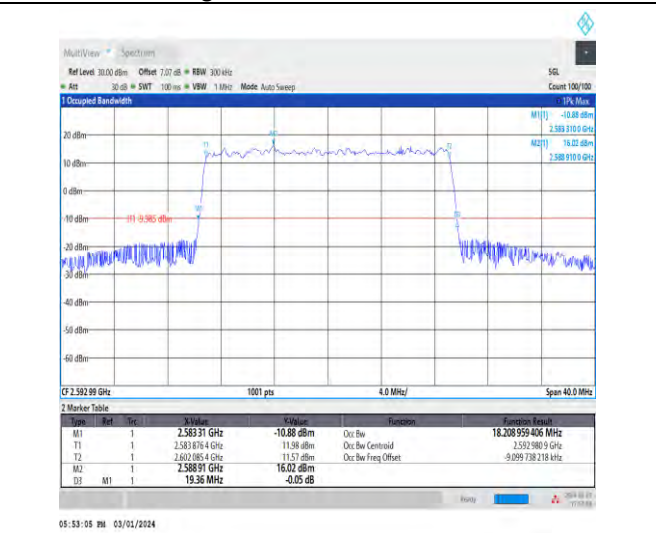 MultiView Spectrum
Ref Level 30.00 dBm Offset 7.07 dB RBW 300 kHz SGL
Att 30 dB SWT 100 ms VBW 1 MHz Mode Auto Sweep Count 100/100
1 Occupied Bandwidth 1Pk Max
M1[1] -10.88 dBm
2.583 310 0 GHz
20 dBm M2[1] 16.02 dBm
2.588 910 0 GHz
10 dBm
0 dBm
-10 dBm H1 -9.985 dBm
-20 dBm
-30 dBm
-40 dBm
-50 dBm
-60 dBm
CF 2.592 99 GHz 1001 pts 4.0 MHz/ Span 40.0 MHz
2 Marker Table
Type Ref Trc X-Value Y-Value Function Function Result
M1 1 2.583 31 GHz -10.88 dBm Occ Bw 18.208 959 406 MHz
T1 1 2.583 876 4 GHz 11.98 dBm Occ Bw Centroid 2.592 980 9 GHz
T2 1 2.602 085 4 GHz 11.57 dBm Occ Bw Freq Offset -9.099 738 218 kHz
M2 1 2.588 91 GHz 16.02 dBm
D3 M1 1 19.36 MHz -0.05 dB
Ready
05:53:05 PM 03/01/2024